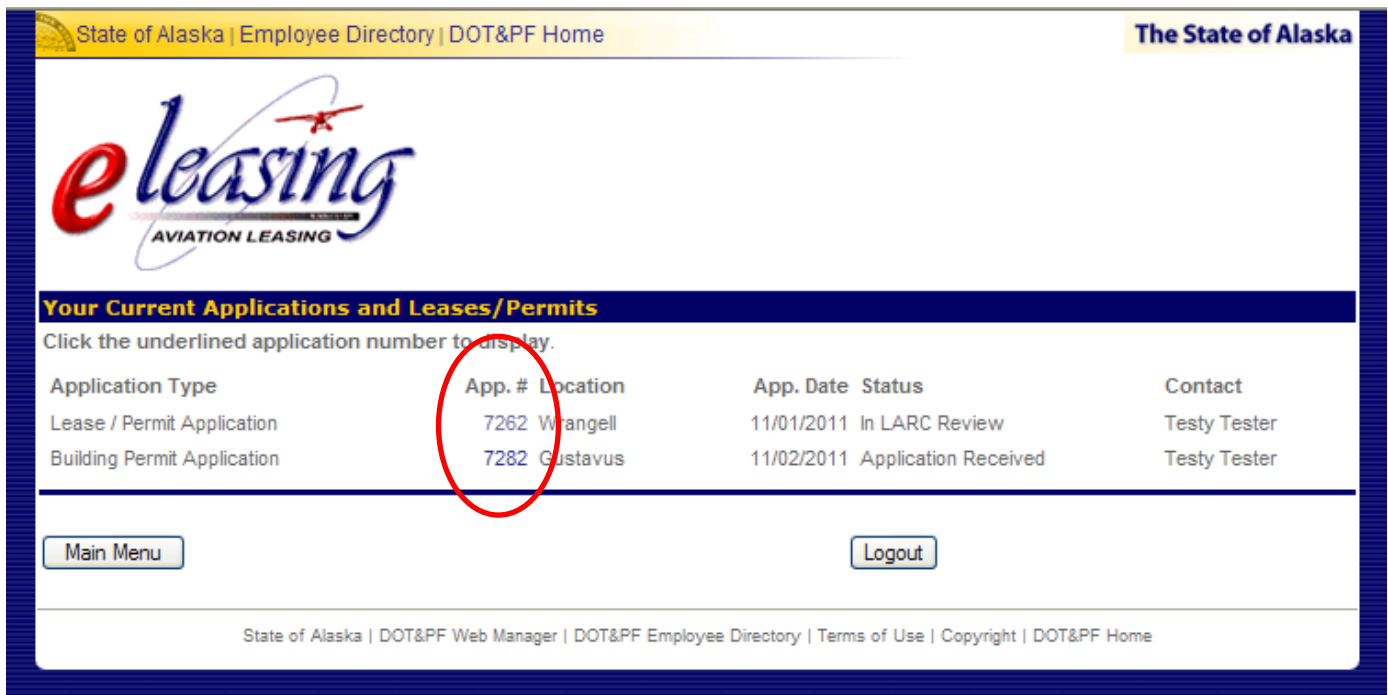 State of Alaska | Employee Directory | DOT&PF Home The State of Alaska
eleasing
AVIATION LEASING
Your Current Applications and Leases/Permits
Click the underlined application number to display.
Application Type App. # Location App. Date Status Contact
Lease / Permit Application 7262 Wrangell 11/01/2011 In LARC Review Testy Tester
Building Permit Application 7282 Gustavus 11/02/2011 Application Received Testy Tester
Main Menu Logout
State of Alaska | DOT&PF Web Manager | DOT&PF Employee Directory | Terms of Use | Copyright | DOT&PF Home